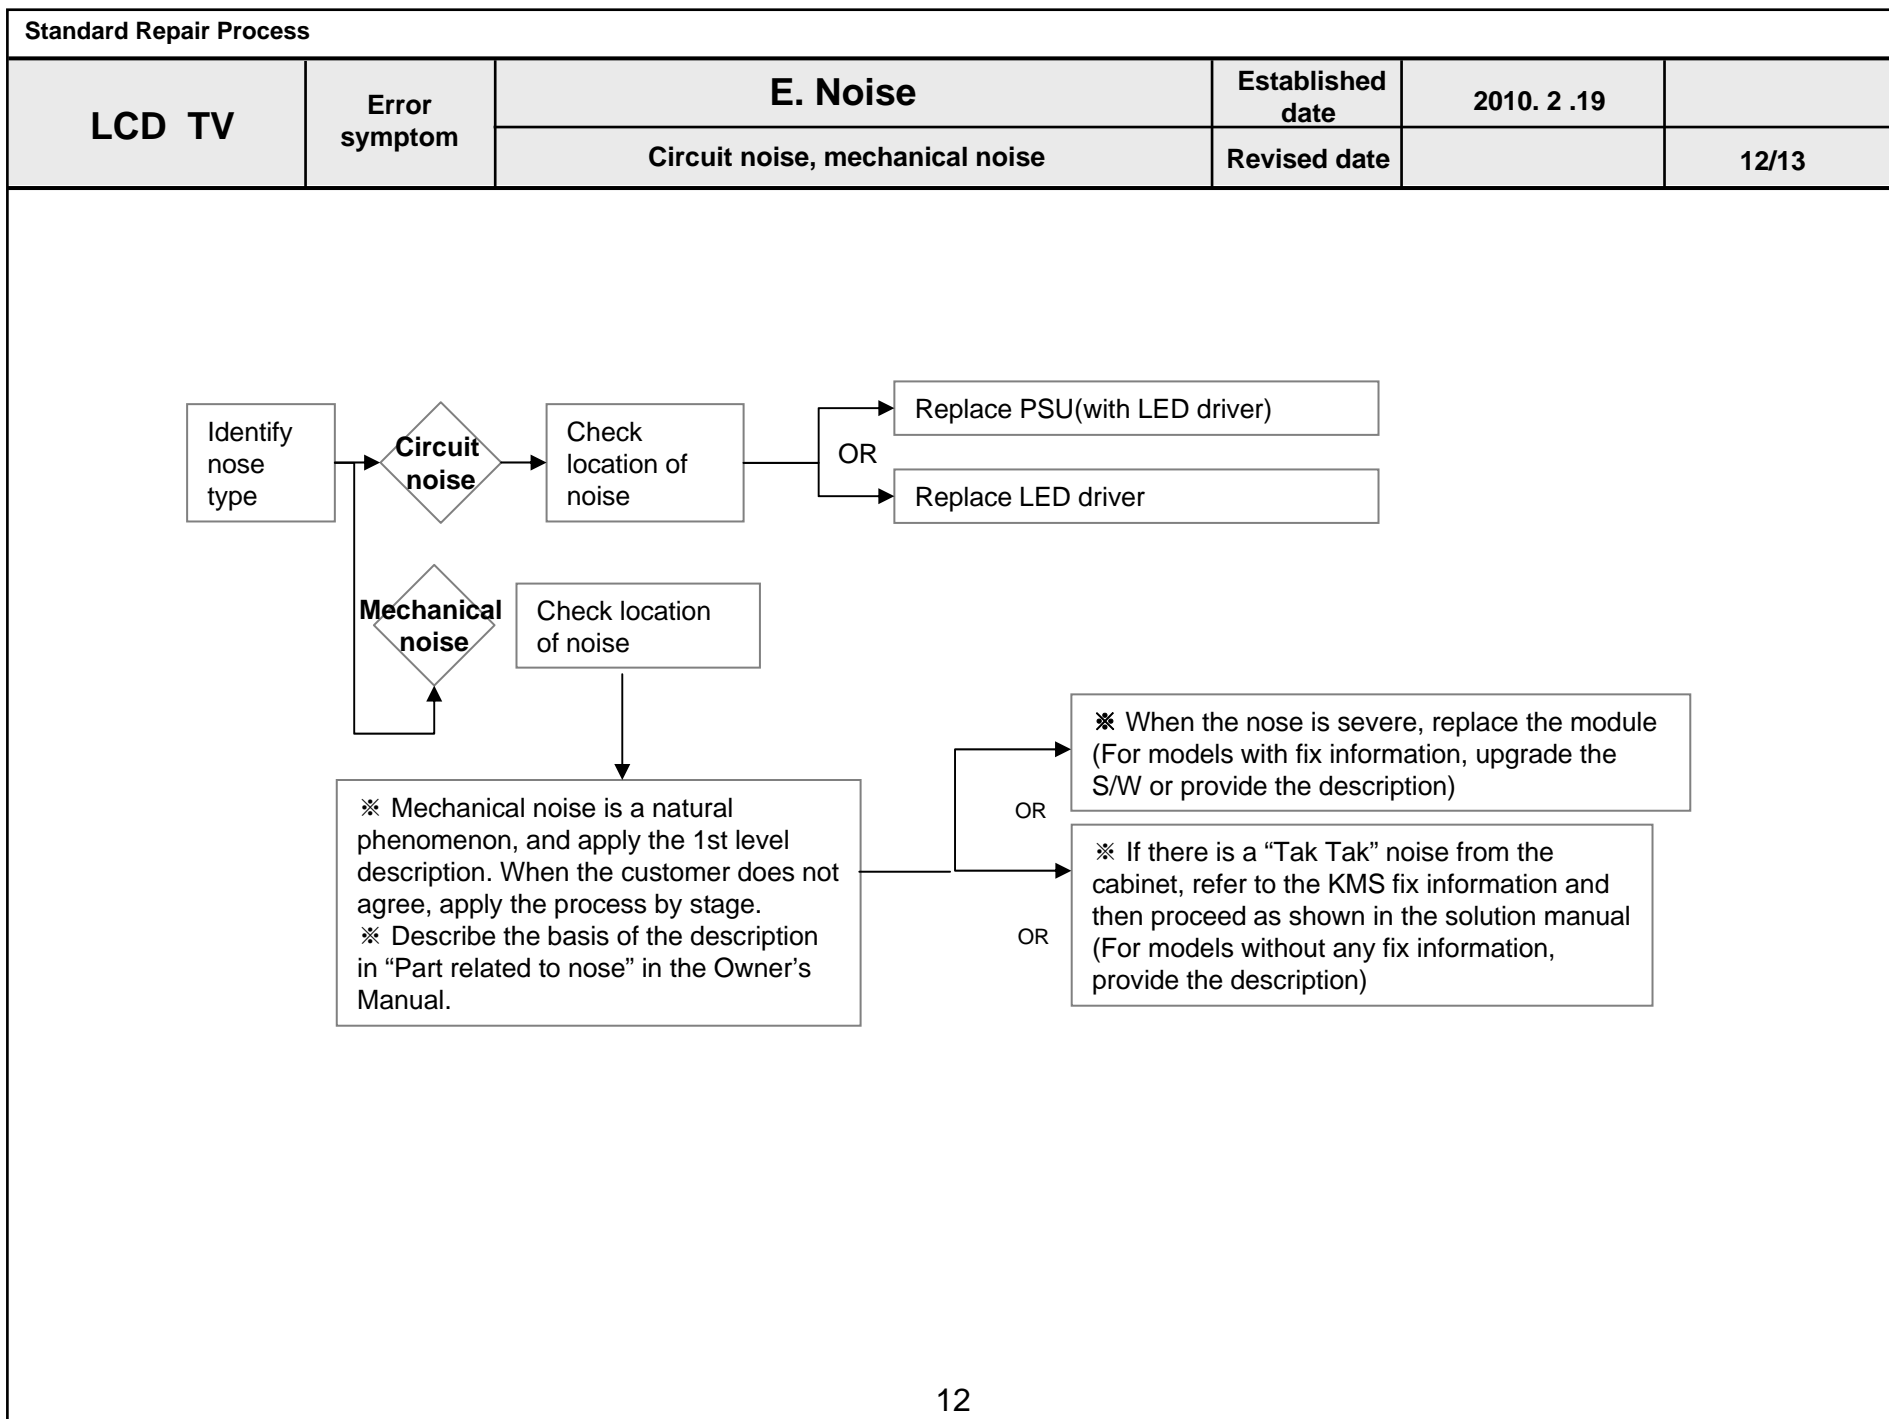 Standard Repair Process
LCD TV
Error
symptom
E. Noise
Circuit noise, mechanical noise
Established
date
2010. 2 .19
Revised date
12/13
Identify
nose
type
Circuit
noise
Check
location of
noise
Replace PSU(with LED driver)
OR
Replace LED driver
Mechanical
noise
Check location
of noise
※ Mechanical noise is a natural
phenomenon, and apply the 1st level
description. When the customer does not
agree, apply the process by stage.
※ Describe the basis of the description
in “Part related to nose” in the Owner’s
Manual.
OR
OR
※ When the nose is severe, replace the module
(For models with fix information, upgrade the
S/W or provide the description)
※ If there is a “Tak Tak” noise from the
cabinet, refer to the KMS fix information and
then proceed as shown in the solution manual
(For models without any fix information,
provide the description)
12